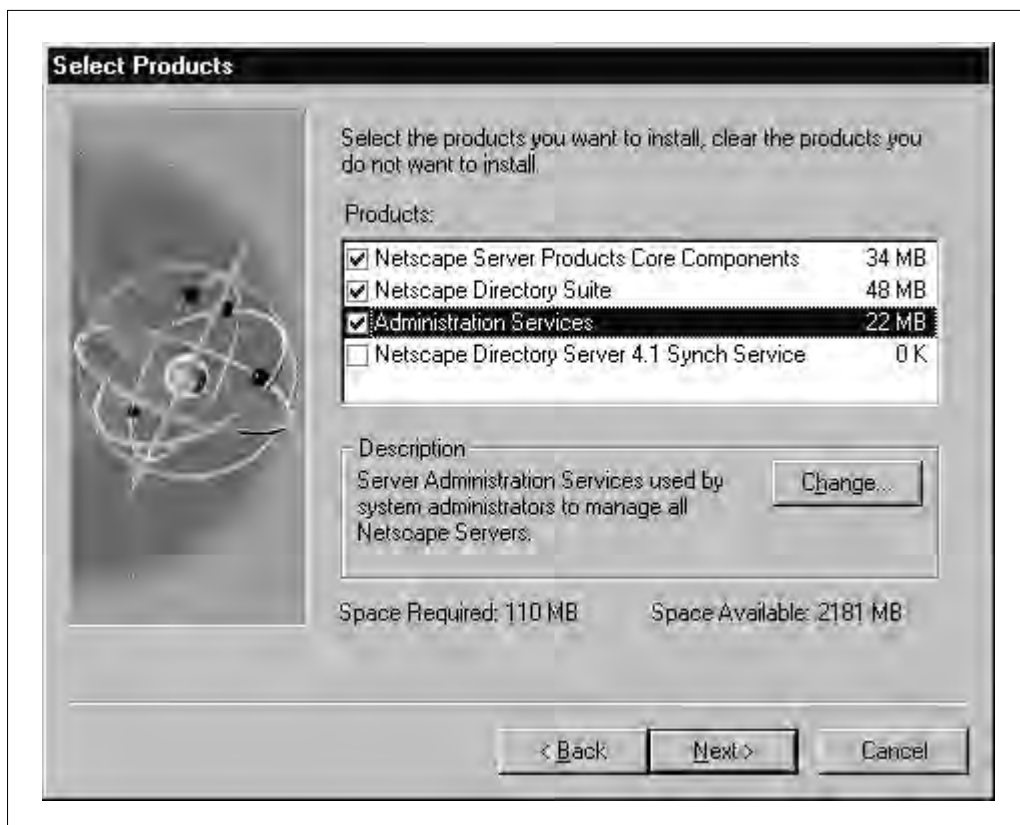 Select Products
Select the products you want to install, clear the products you
do not want to install.
Products:
Netscape Server Products Core Components 34 MB
Netscape Directory Suite 48 MB
Administration Services 22 MB
Netscape Directory Server 4.1 Synch Service 0 K
Description
Server Administration Services used by
system administrators to manage all
Netscape Servers.
Change...
Space Required: 110 MB Space Available: 2181 MB
< Back Next > Cancel